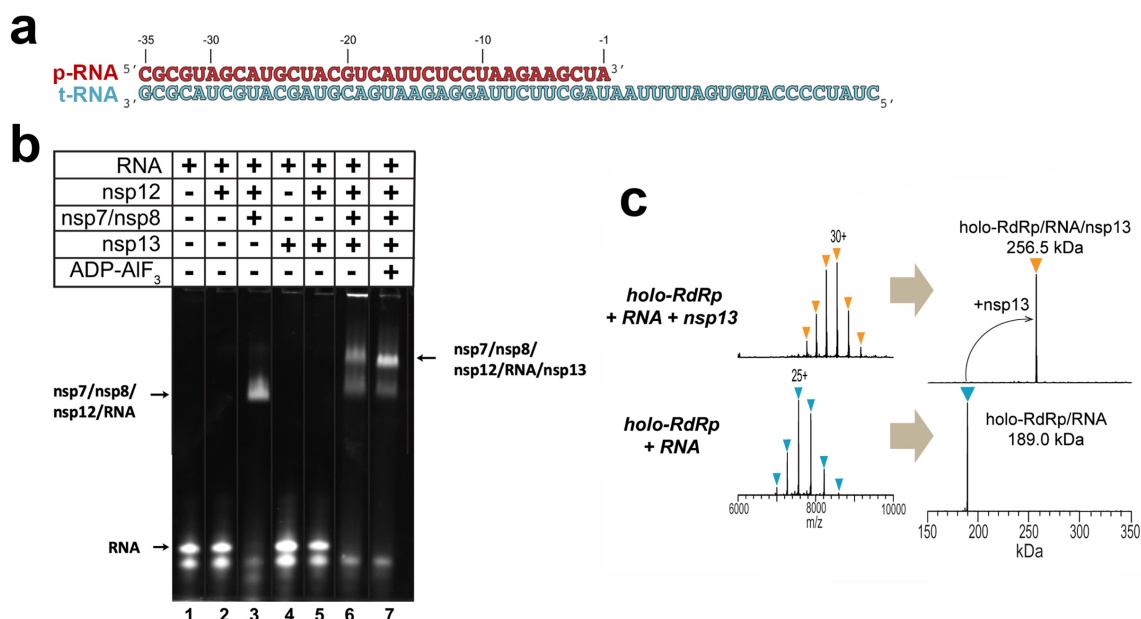 a
-35 -30 -20 -10 -1
p-RNA 5' CGCGUAGCAUGCUACGUCAUUCUCCUAAGAAGCUA 3'
t-RNA 3' GCGCAUCGUACGAUGCAGUAAGAGGAUUCUUCGAUAAUUUUAGUGUACCCCUAUC 5'
b
RNA + + + + + + +
nsp12 - + + - + + +
nsp7/nsp8 - - + - - + +
nsp13 - - - + + + +
ADP-AlF3 - - - - - - +
nsp7/nsp8/
nsp12/RNA
nsp7/nsp8/
nsp12/RNA/nsp13
RNA
1 2 3 4 5 6 7
c
holo-RdRp
+ RNA + nsp13
30+
holo-RdRp/RNA/nsp13
256.5 kDa
+nsp13
holo-RdRp
+ RNA
25+
holo-RdRp/RNA
189.0 kDa
6000 8000 10000
m/z
150 200 250 300 350
kDa